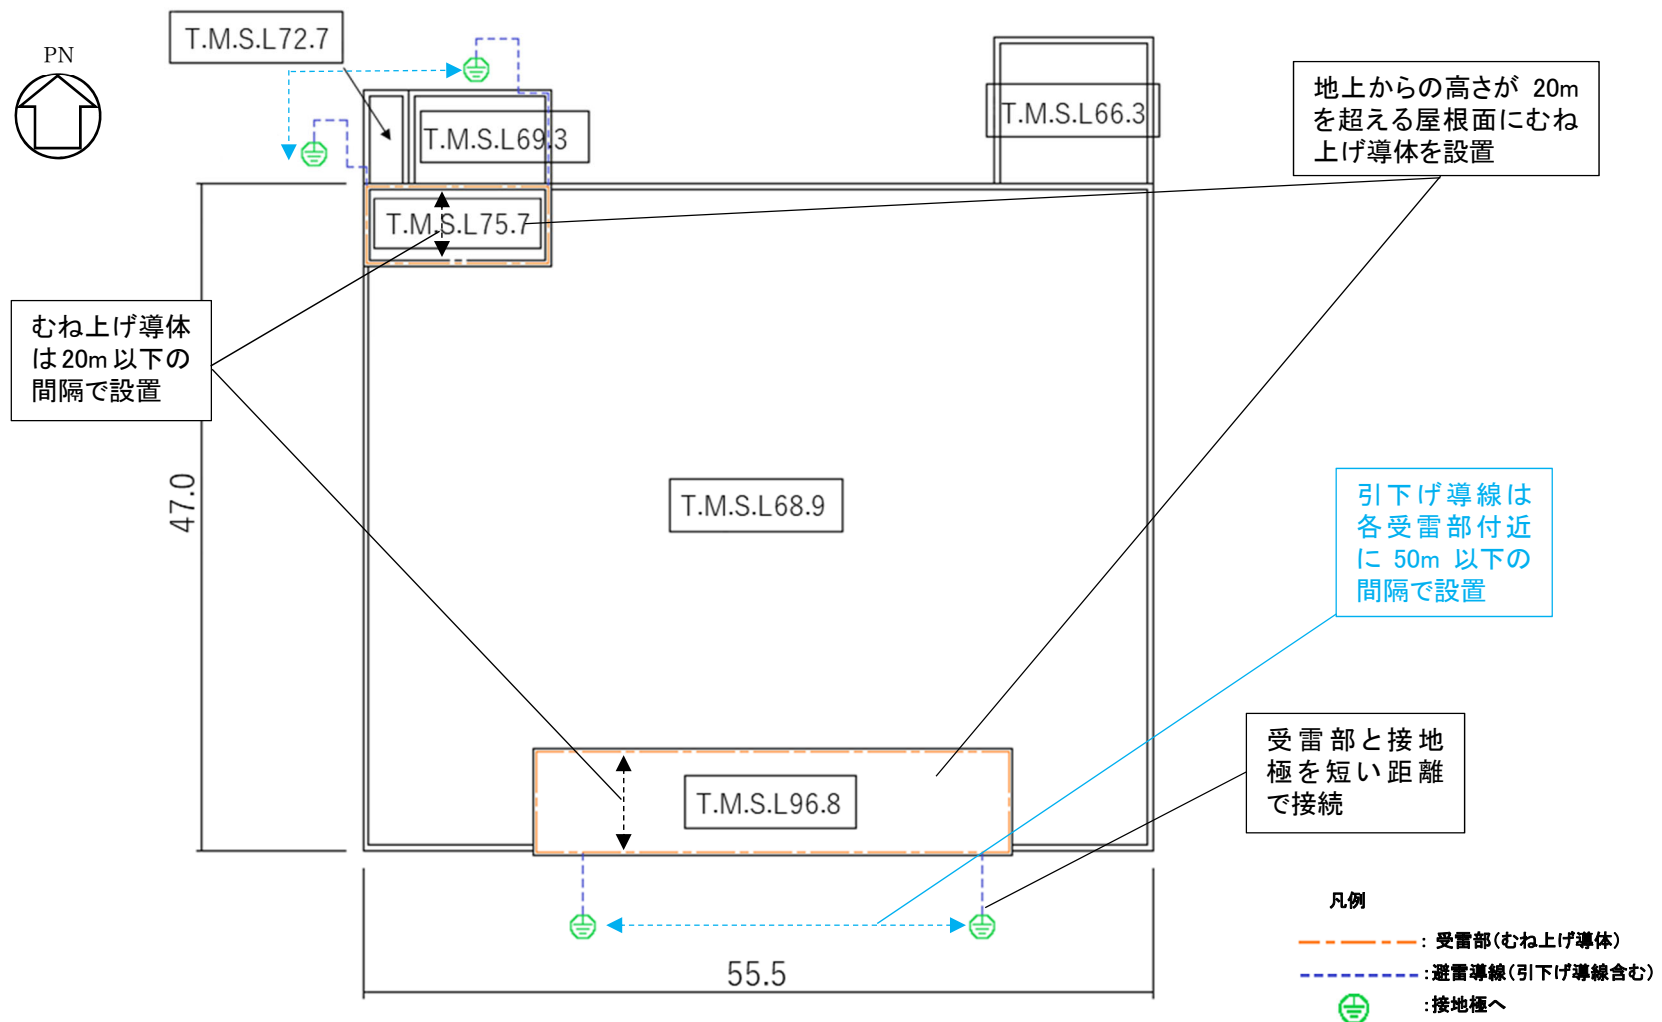 T.M.S.L72.7
PN
T.M.S.L69.3
T.M.S.L66.3
地上からの高さが 20m
を超える屋根面にむね
上げ導体を設置
T.M.S.L75.7
むね上げ導体
は20m以下の
間隔で設置
47.0
T.M.S.L68.9
引下げ導線は
各受雷部付近
に 50m 以下の
間隔で設置
受雷部と接地
極を短い距離
で接続
T.M.S.L96.8
55.5
凡例
:受雷部(むね上げ導体)
:避雷導線(引下げ導線含む)
:接地極へ